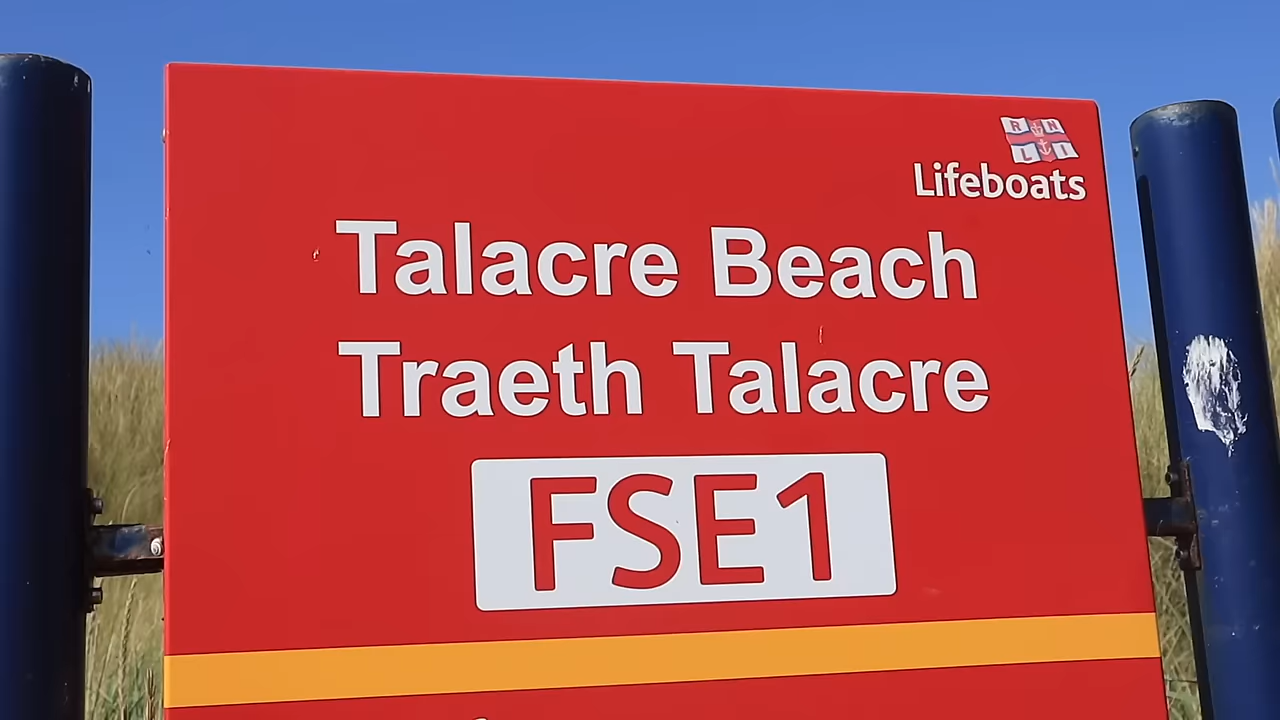 R N
L I
Lifeboats
Talacre Beach
Traeth Talacre
FSE1